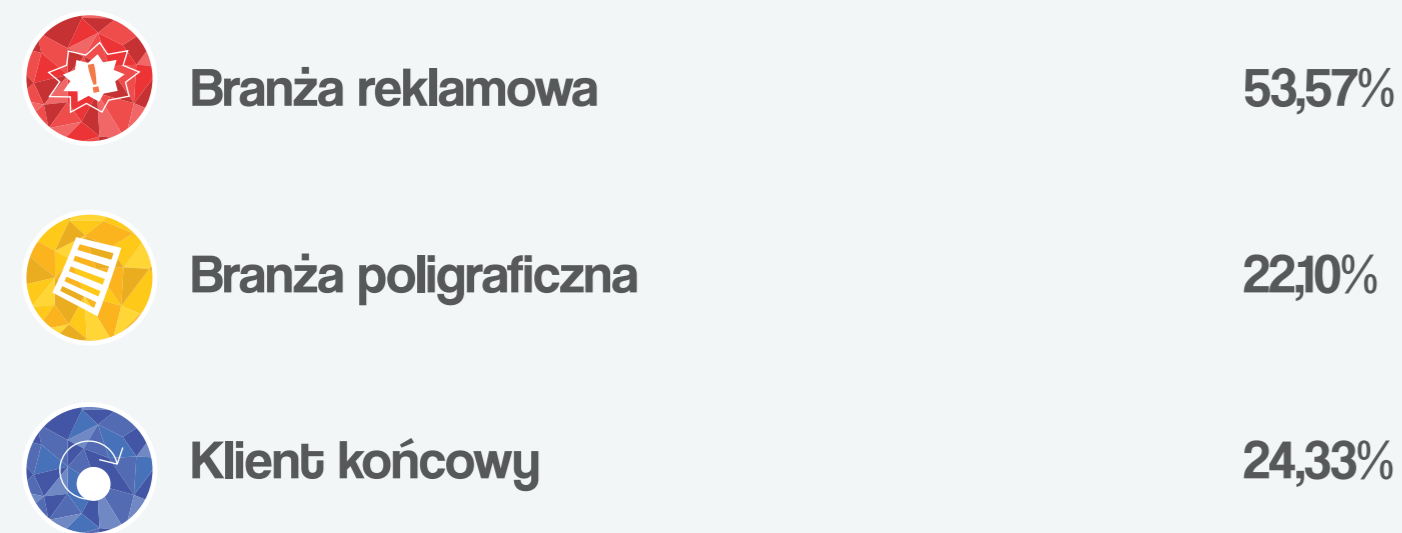 Branża reklamowa 53,57%
Branża poligraficzna 22,10%
Klient końcowy 24,33%